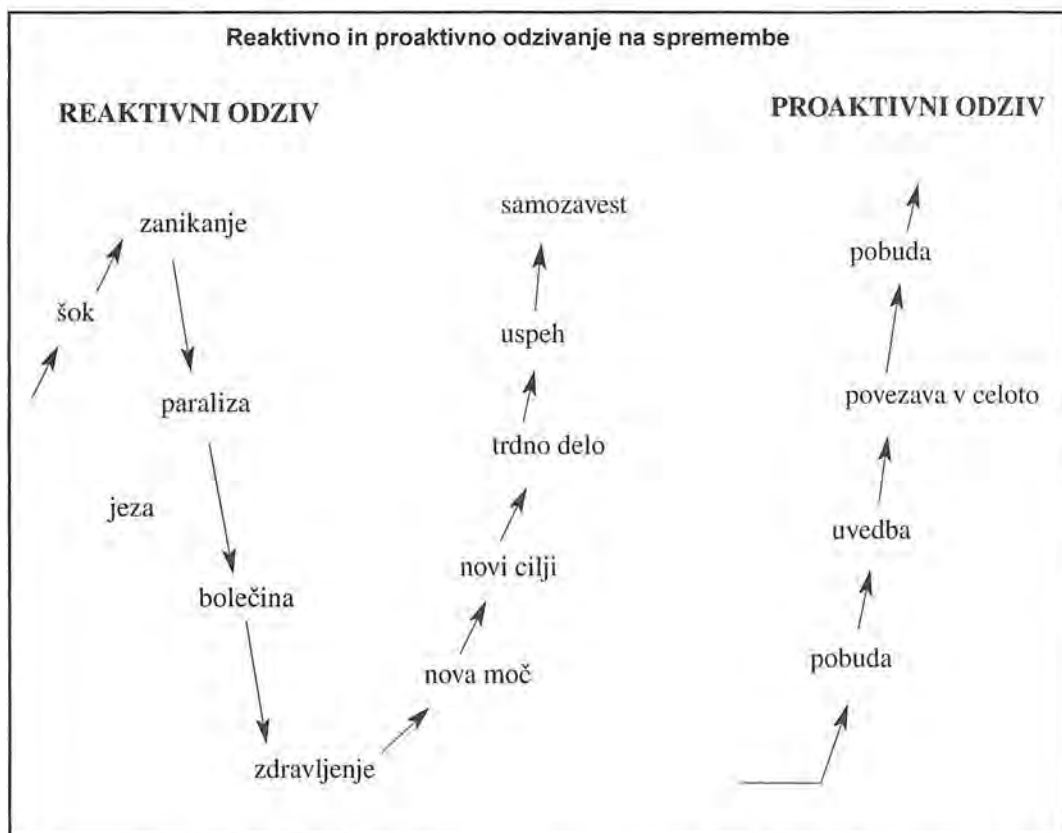 Reaktivno in proaktivno odzivanje na spremembe
REAKTIVNI ODZIV
PROAKTIVNI ODZIV
zanikanje
šok
paraliza
jeza
bolečina
zdravljenje
nova moč
novi cilji
trdno delo
uspeh
samozavest
pobuda
povezava v celoto
uvedba
pobuda